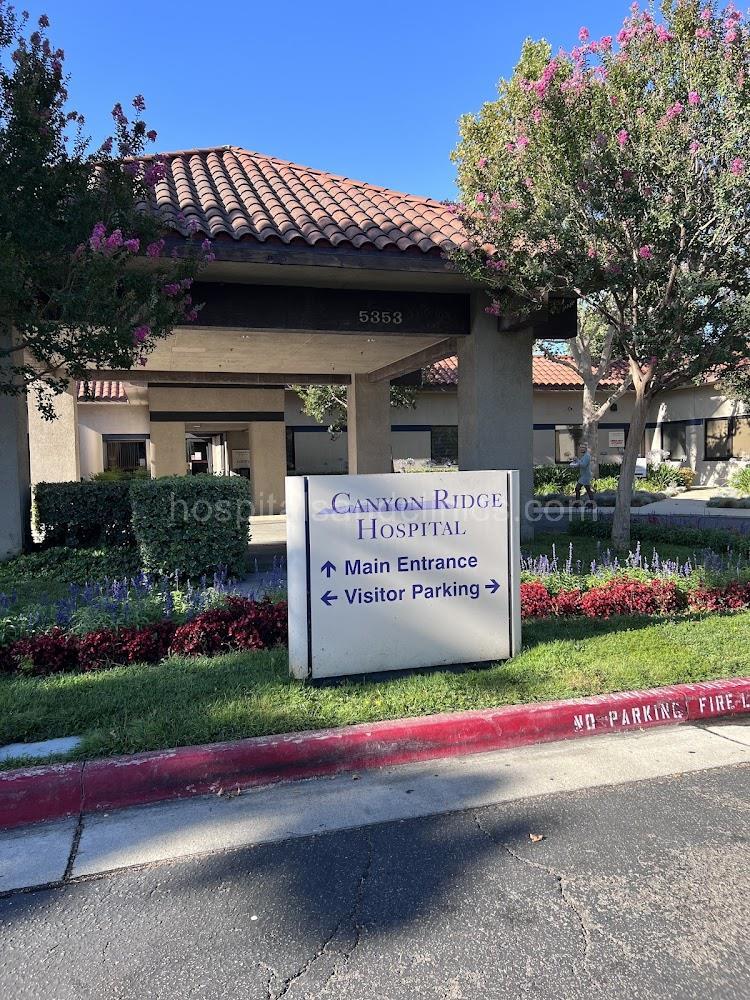 5353
CANYON RIDGE
HOSPITAL
↑ Main Entrance
← Visitor Parking →
NO PARKING FIRE